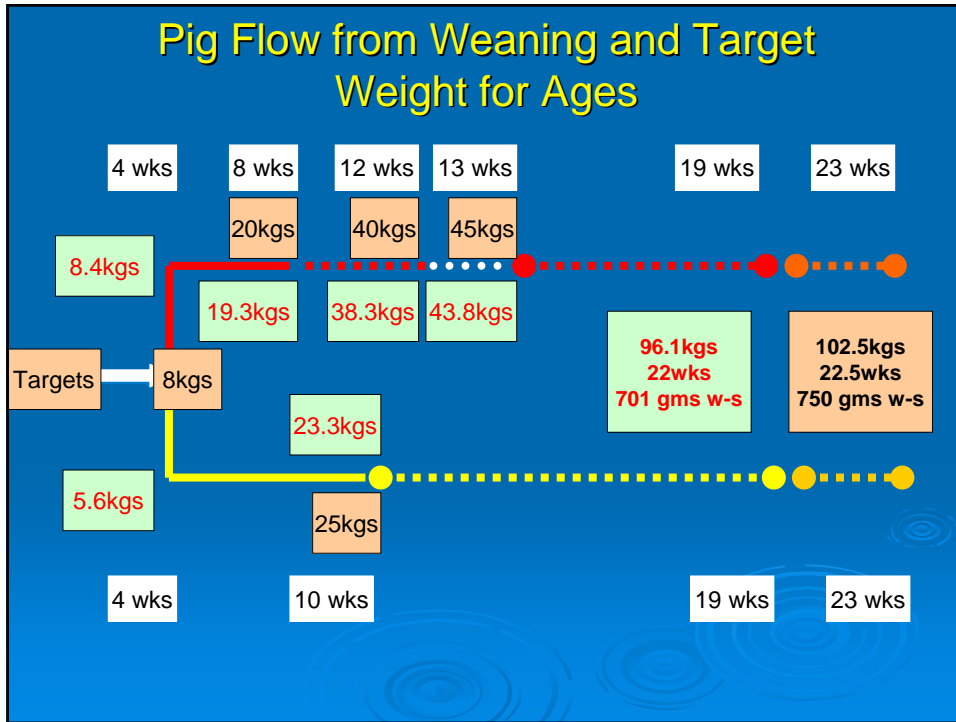 Pig Flow from Weaning and Target
Weight for Ages
4 wks
8 wks
12 wks
13 wks
19 wks
23 wks
20kgs
40kgs
45kgs
8.4kgs
19.3kgs
38.3kgs
43.8kgs
96.1kgs
22wks
701 gms w-s
102.5kgs
22.5wks
750 gms w-s
Targets
8kgs
23.3kgs
5.6kgs
25kgs
4 wks
10 wks
19 wks
23 wks